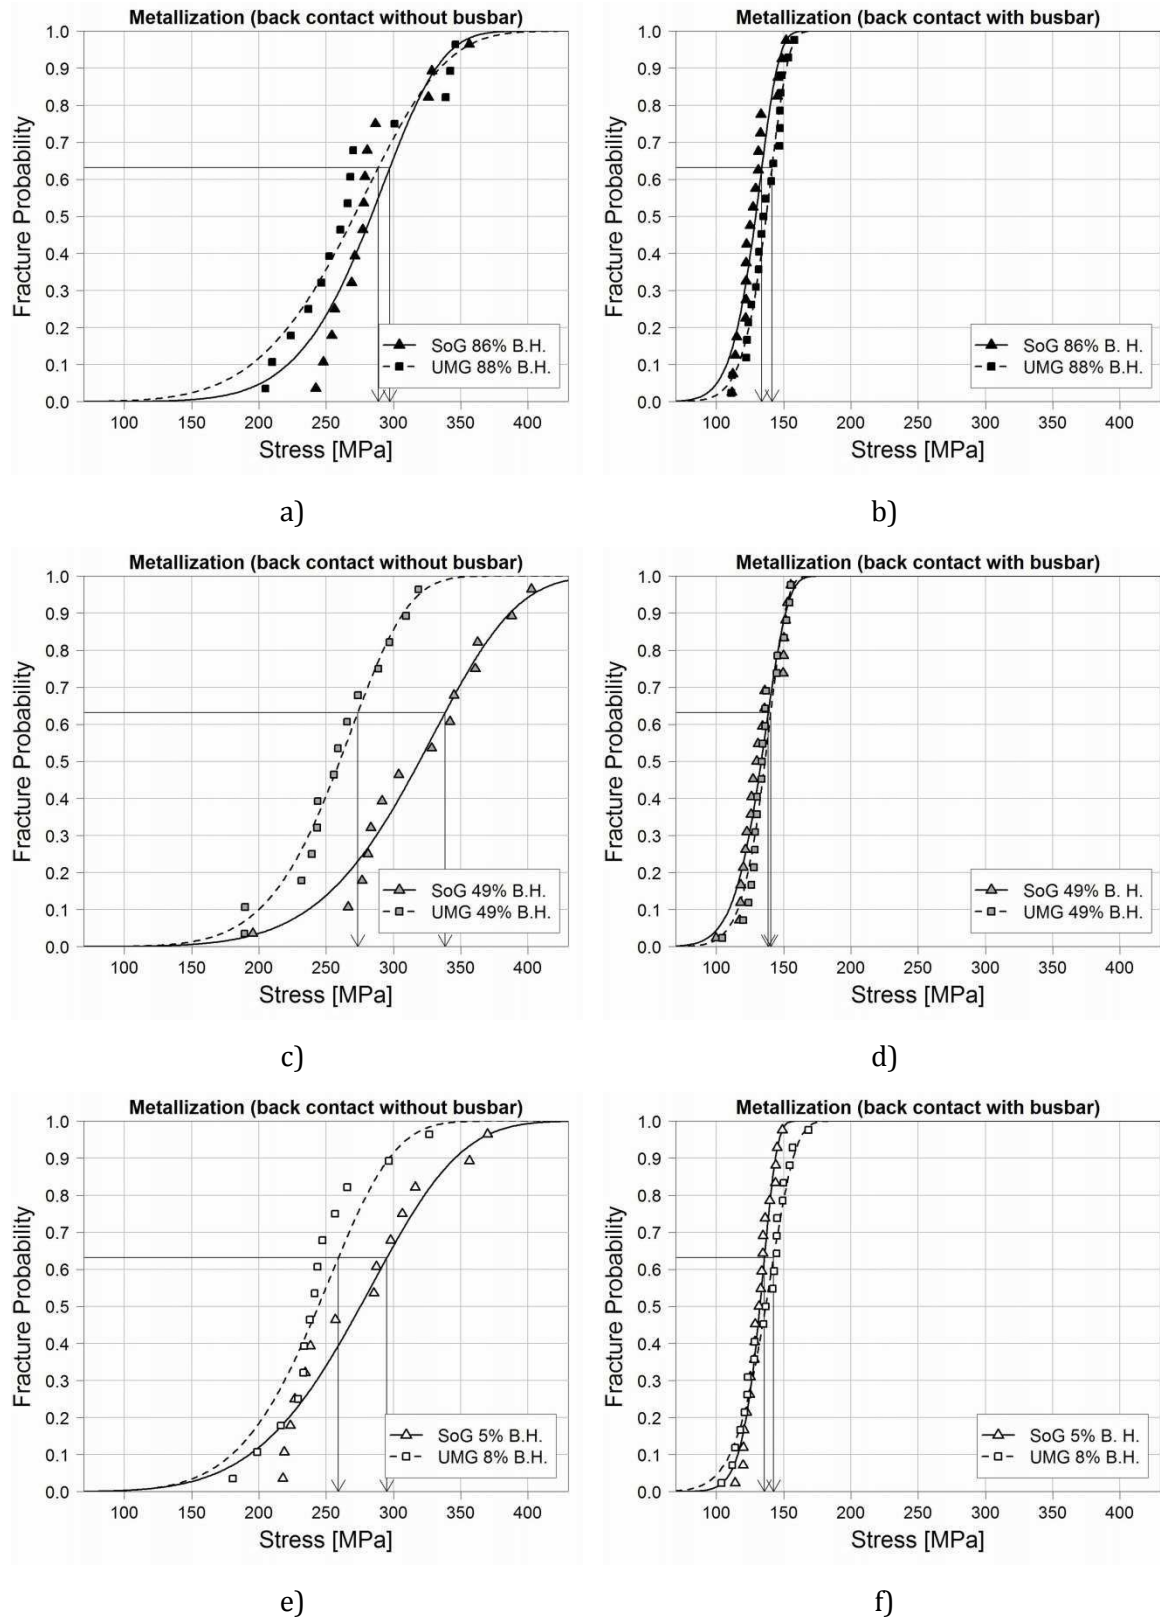 Metallization (back contact without busbar)
1.0
0.9
0.8
0.7
0.6
0.5
0.4
0.3
0.2
0.1
0.0
Fracture Probability
SoG 86% B.H.
UMG 88% B.H.
100 150 200 250 300 350 400
Stress [MPa]
a)
Metallization (back contact with busbar)
1.0
0.9
0.8
0.7
0.6
0.5
0.4
0.3
0.2
0.1
0.0
Fracture Probability
SoG 86% B.H.
UMG 88% B.H.
100 150 200 250 300 350 400
Stress [MPa]
b)
Metallization (back contact without busbar)
1.0
0.9
0.8
0.7
0.6
0.5
0.4
0.3
0.2
0.1
0.0
Fracture Probability
SoG 49% B.H.
UMG 49% B.H.
100 150 200 250 300 350 400
Stress [MPa]
c)
Metallization (back contact with busbar)
1.0
0.9
0.8
0.7
0.6
0.5
0.4
0.3
0.2
0.1
0.0
Fracture Probability
SoG 49% B. H.
UMG 49% B.H.
100 150 200 250 300 350 400
Stress [MPa]
d)
Metallization (back contact without busbar)
1.0
0.9
0.8
0.7
0.6
0.5
0.4
0.3
0.2
0.1
0.0
Fracture Probability
SoG 5% B.H.
UMG 8% B.H.
100 150 200 250 300 350 400
Stress [MPa]
e)
Metallization (back contact with busbar)
1.0
0.9
0.8
0.7
0.6
0.5
0.4
0.3
0.2
0.1
0.0
Fracture Probability
SoG 5% B.H.
UMG 8% B.H.
100 150 200 250 300 350 400
Stress [MPa]
f)